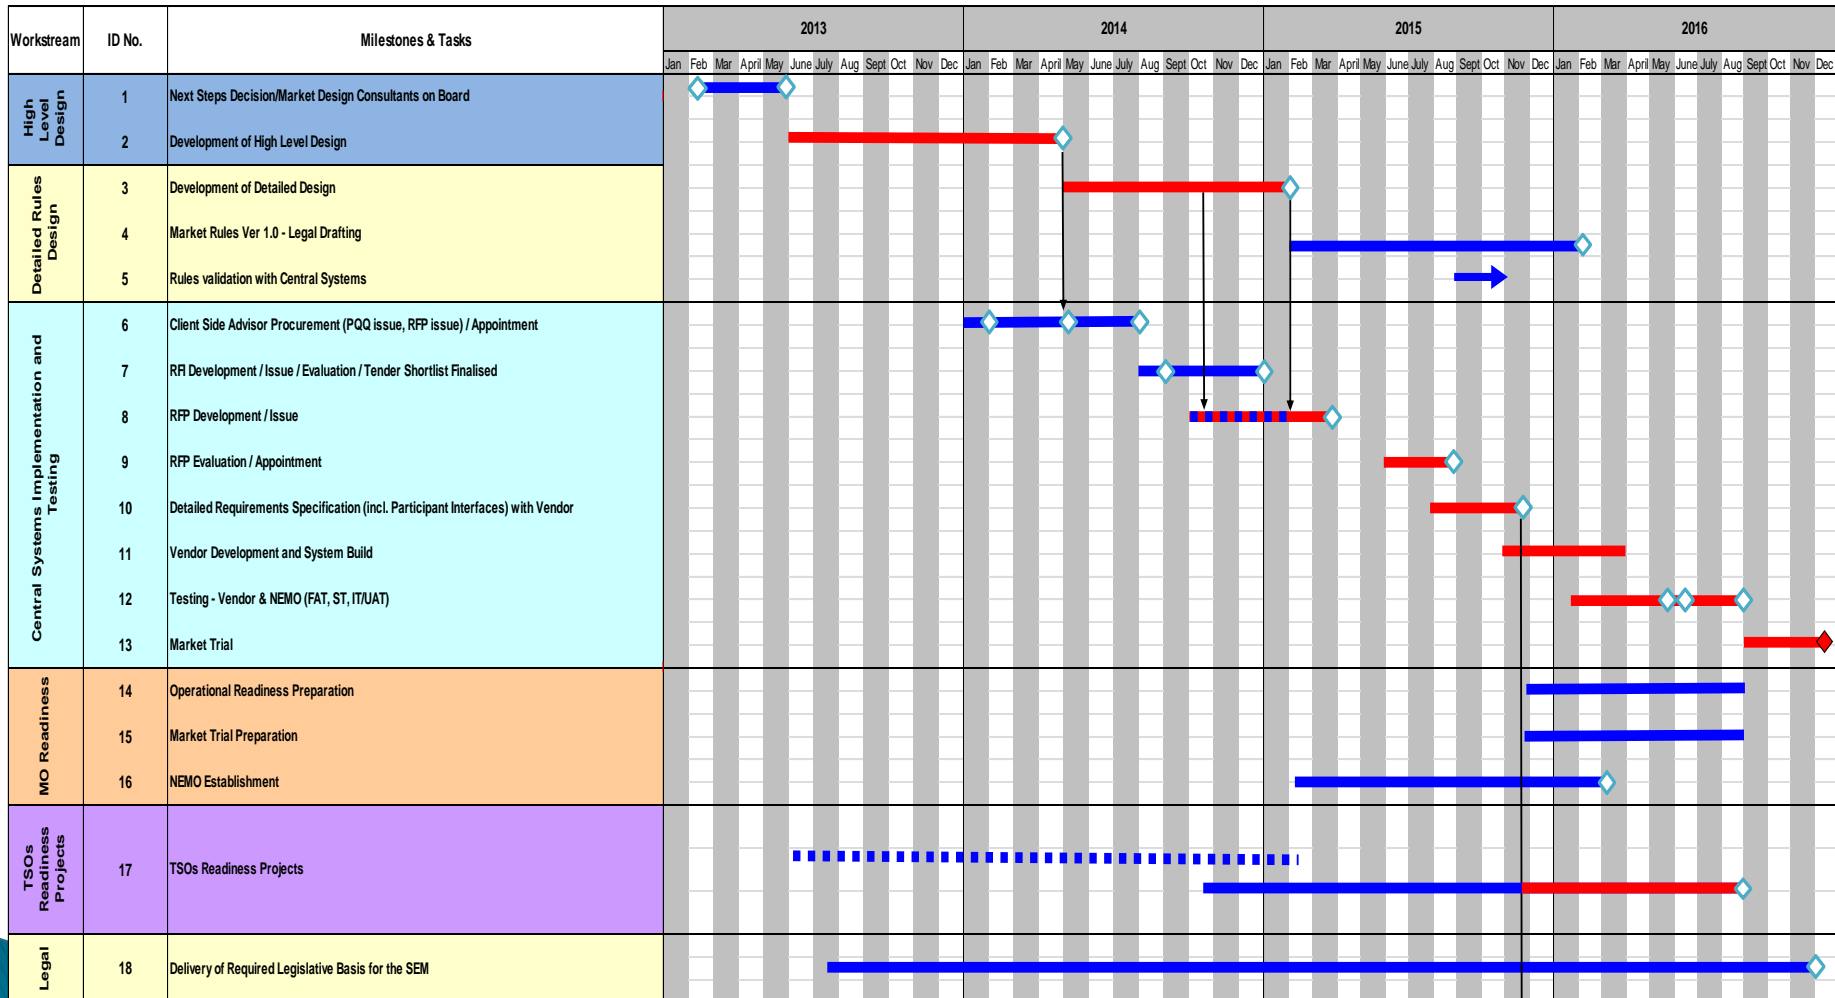 Workstream ID No. Milestones & Tasks 2013 2014 2015 2016
Jan Feb Mar April May June July Aug Sept Oct Nov Dec Jan Feb Mar April May June July Aug Sept Oct Nov Dec Jan Feb Mar April May June July Aug Sept Oct Nov Dec Jan Feb Mar April May June July Aug Sept Oct Nov Dec
High
Level
Design
1 Next Steps Decision/Market Design Consultants on Board
2 Development of High Level Design
Detailed Rules
Design
3 Development of Detailed Design
4 Market Rules Ver 1.0 - Legal Drafting
5 Rules validation with Central Systems
Central Systems Implementation and
Testing
6 Client Side Advisor Procurement (PQQ issue, RFP issue) / Appointment
7 RFI Development / Issue / Evaluation / Tender Shortlist Finalised
8 RFP Development / Issue
9 RFP Evaluation / Appointment
10 Detailed Requirements Specification (incl. Participant Interfaces) with Vendor
11 Vendor Development and System Build
12 Testing - Vendor & NEMO (FAT, ST, IT/UAT)
13 Market Trial
MO Readiness
14 Operational Readiness Preparation
15 Market Trial Preparation
16 NEMO Establishment
TSOs
Readiness
Projects
17 TSOs Readiness Projects
Legal
18 Delivery of Required Legislative Basis for the SEM